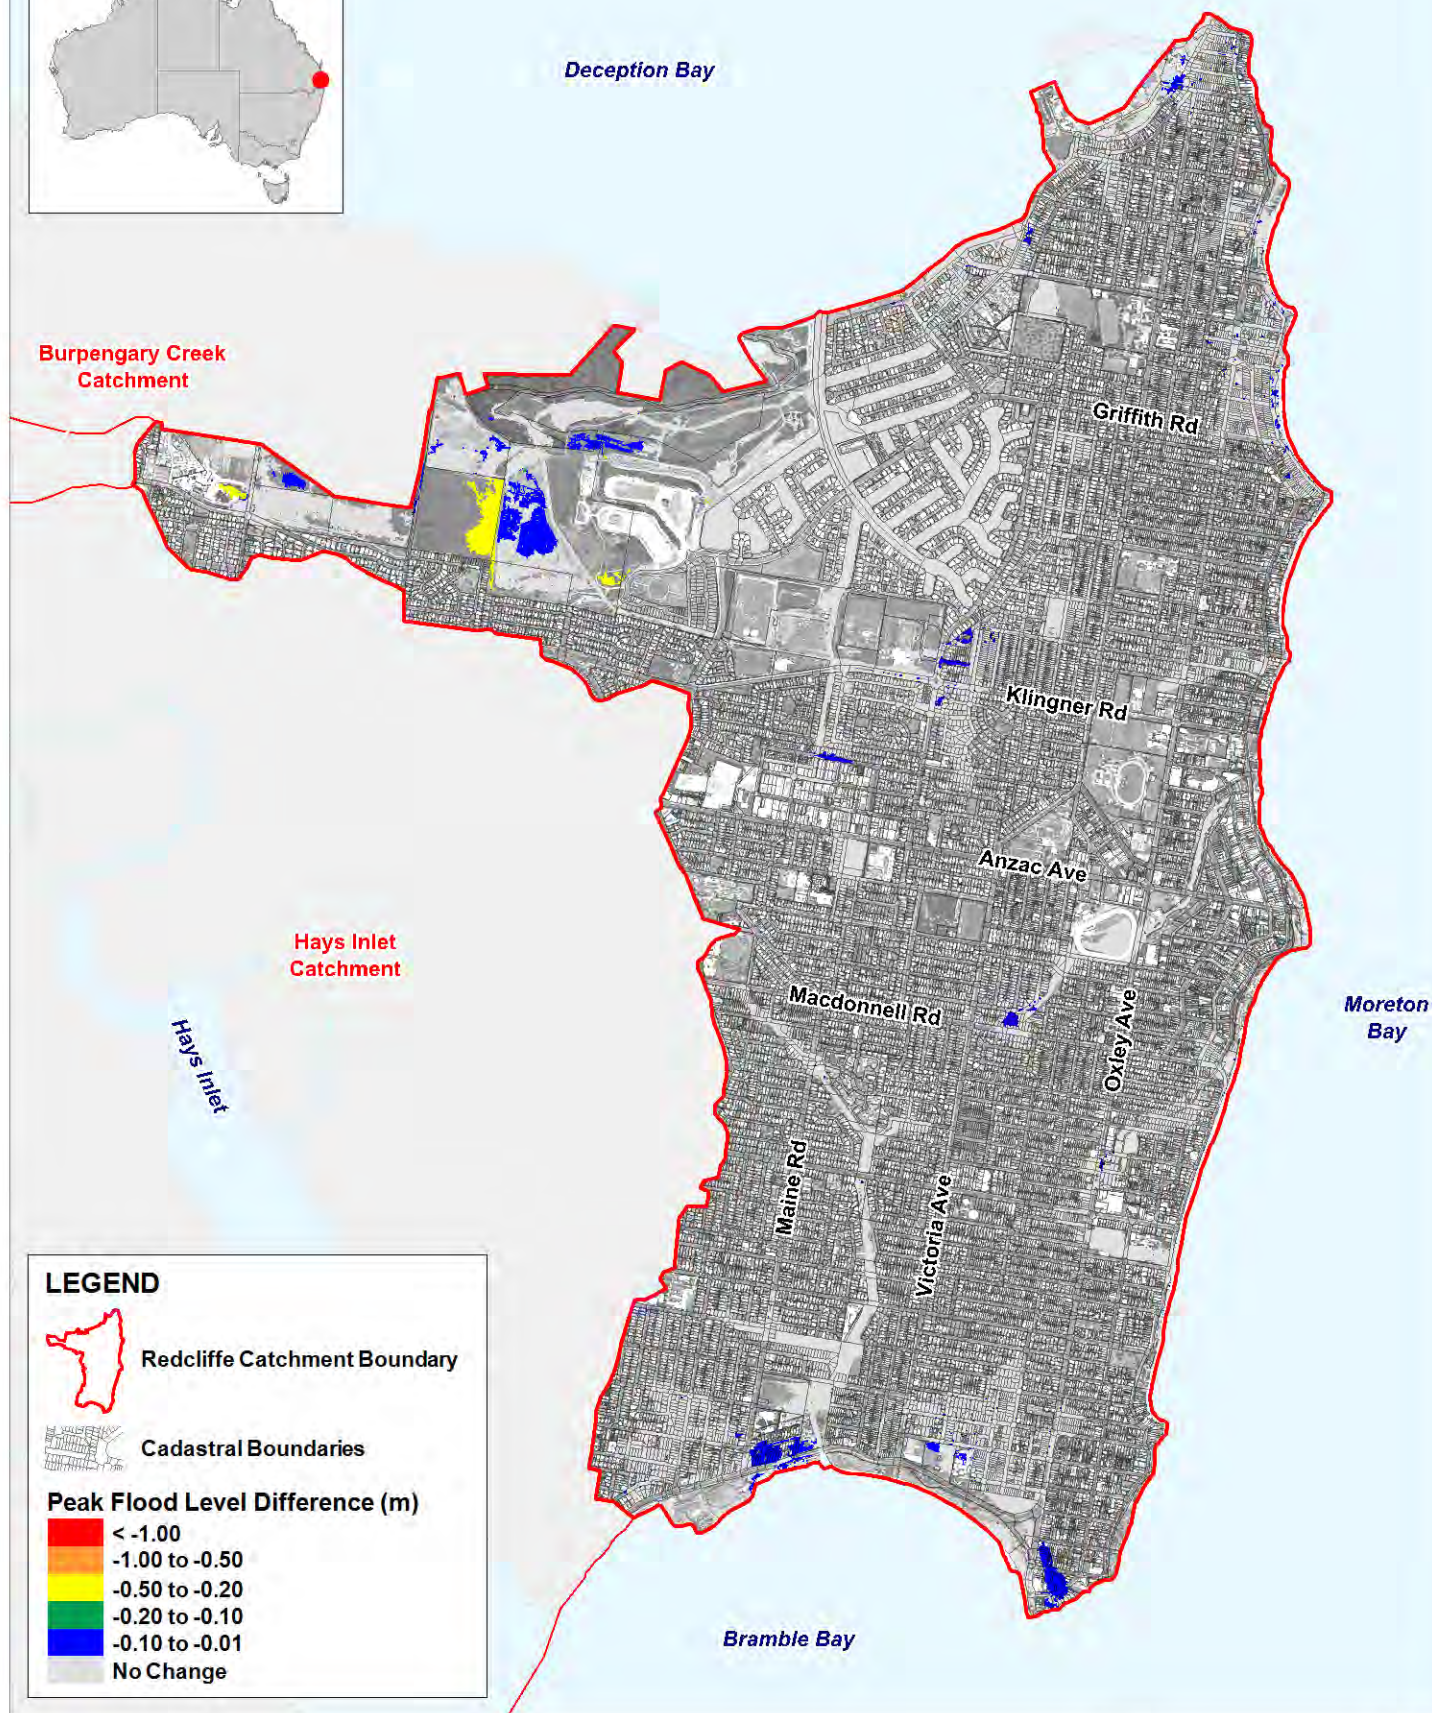 Deception Bay
Burpengary Creek
Catchment
Griffith Rd
Klingner Rd
Anzac Ave
Hays Inlet
Catchment
Macdonnell Rd
Oxley Ave
Moreton
Bay
Hays Inlet
Maine Rd
Victoria Ave
LEGEND
Redcliffe Catchment Boundary
Cadastral Boundaries
Peak Flood Level Difference (m)
< -1.00
-1.00 to -0.50
-0.50 to -0.20
-0.20 to -0.10
-0.10 to -0.01
No Change
Bramble Bay